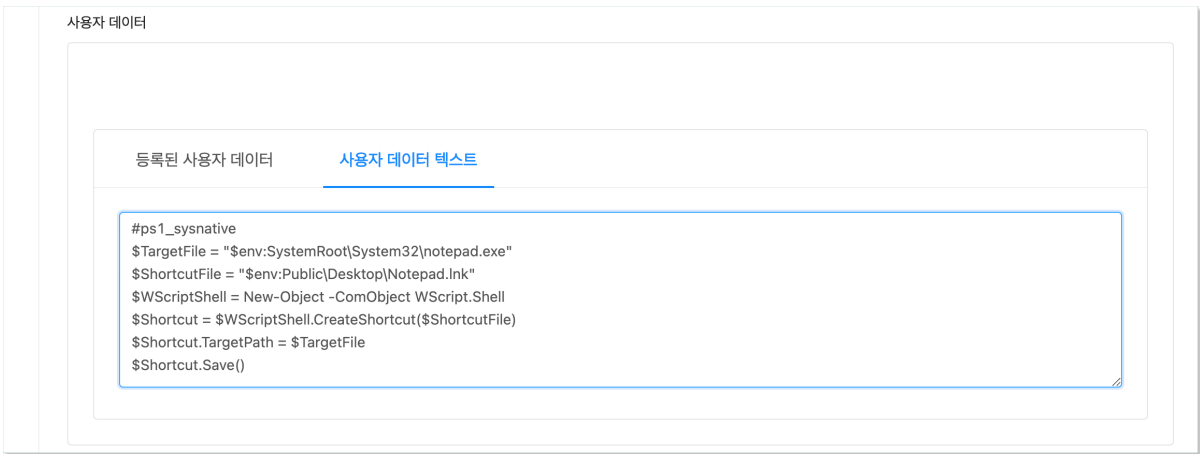 사용자 데이터
등록된 사용자 데이터 사용자 데이터 텍스트
#ps1_sysnative
$TargetFile = "$env:SystemRoot\System32\notepad.exe"
$ShortcutFile = "$env:Public\Desktop\Notepad.lnk"
$WScriptShell = New-Object -ComObject WScript.Shell
$Shortcut = $WScriptShell.CreateShortcut($ShortcutFile)
$Shortcut.TargetPath = $TargetFile
$Shortcut.Save()